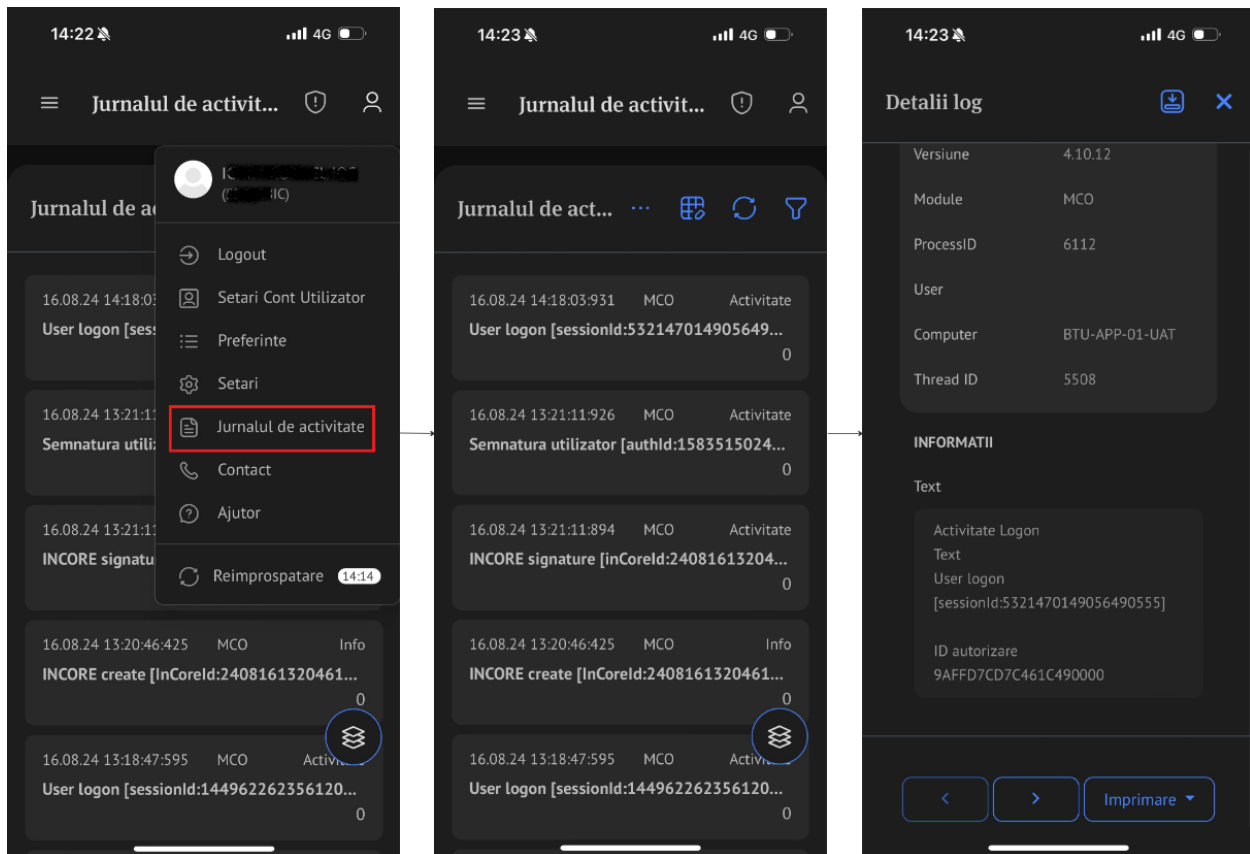 14:22 4G
Jurnalul de activit...
Jurnalul de a
Logout
Setari Cont Utilizator
Preferinte
Setari
Jurnalul de activitate
Contact
Ajutor
Reimprospatare 14:14
16.08.24 14:18:03
User logon [ses
16.08.24 13:21:11
Semnatura utiliz
16.08.24 13:21:11
INCORE signatu
16.08.24 13:20:46:425 MCO Info
INCORE create [InCoreId:2408161320461...
0
16.08.24 13:18:47:595 MCO Activ
User logon [sessionId:144962262356120...
0
14:23 4G
Jurnalul de activit...
Jurnalul de act... ...
16.08.24 14:18:03:931 MCO Activitate
User logon [sessionId:532147014905649...
0
16.08.24 13:21:11:926 MCO Activitate
Semnatura utilizator [authId:1583515024...
0
16.08.24 13:21:11:894 MCO Activitate
INCORE signature [inCoreId:24081613204...
0
16.08.24 13:20:46:425 MCO Info
INCORE create [InCoreId:2408161320461...
0
16.08.24 13:18:47:595 MCO Activ
User logon [sessionId:144962262356120...
0
14:23 4G
Detalii log
Versiune 4.10.12
Module MCO
ProcessID 6112
User
Computer BTU-APP-01-UAT
Thread ID 5508
INFORMATII
Text
Activitate Logon
Text
User logon
[sessionId:5321470149056490555]
ID autorizare
9AFFD7CD7C461C490000
< > Imprimare